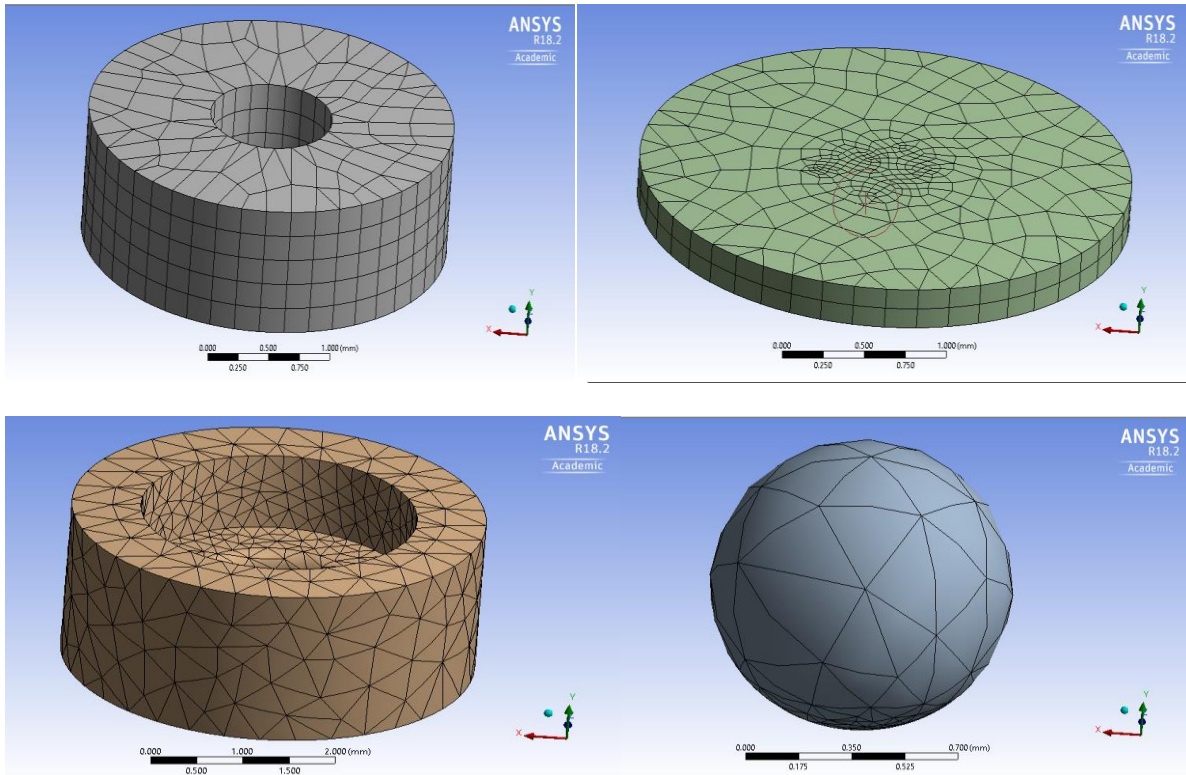 ANSYS
R18.2
Academic
Y
X
0.000 0.500 1.000 (mm)
0.250 0.750
ANSYS
R18.2
Academic
Y
X
0.000 0.500 1.000 (mm)
0.250 0.750
ANSYS
R18.2
Academic
Y
X
0.000 1.000 2.000 (mm)
0.500 1.500
ANSYS
R18.2
Academic
Y
X
0.000 0.350 0.700 (mm)
0.175 0.525